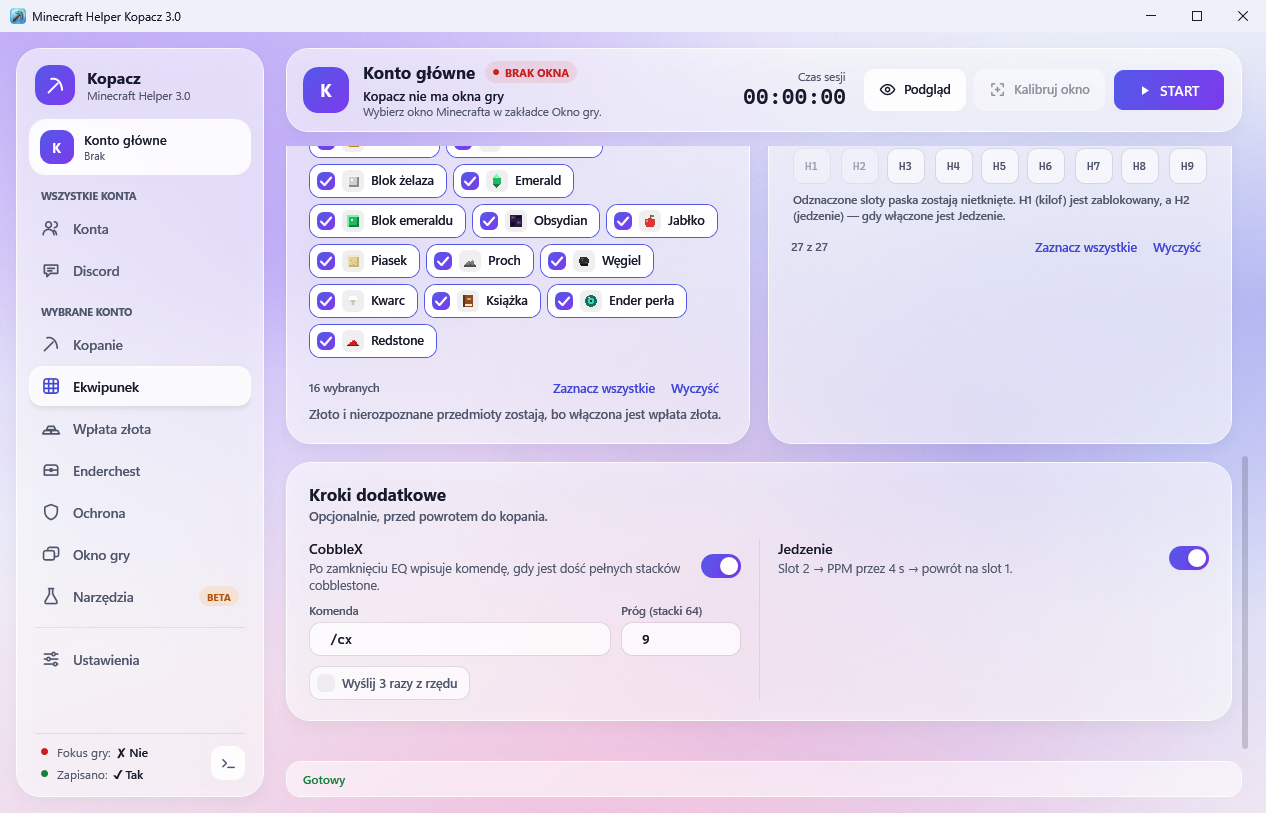 Minecraft Helper Kopacz 3.0
Kopacz
Minecraft Helper 3.0
K
Konto główne
Brak
WSZYSTKIE KONTA
Konta
Discord
WYBRANE KONTO
Kopanie
Ekwipunek
Wpłata złota
Enderchest
Ochrona
Okno gry
Narzędzia
BETA
Ustawienia
Fokus gry: ✗ Nie
Zapisano: ✓ Tak
K
Konto główne
BRAK OKNA
Kopacz nie ma okna gry
Wybierz okno Minecrafta w zakładce Okno gry.
Czas sesji
00:00:00
Podgląd
Kalibruj okno
START
Blok żelaza
Emerald
Blok emeraldu
Obsydian
Jabłko
Piasek
Proch
Węgiel
Kwarc
Książka
Ender perła
Redstone
16 wybranych
Zaznacz wszystkie
Wyczyść
Złoto i nierozpoznane przedmioty zostają, bo włączona jest wpłata złota.
H1 H2 H3 H4 H5 H6 H7 H8 H9
Odznaczone sloty paska zostają nietknięte. H1 (kilof) jest zablokowany, a H2
(jedzenie) — gdy włączone jest Jedzenie.
27 z 27
Zaznacz wszystkie
Wyczyść
Kroki dodatkowe
Opcjonalnie, przed powrotem do kopania.
CobbleX
Po zamknięciu EQ wpisuje komendę, gdy jest dość pełnych stacków
cobblestone.
Komenda
/cx
Próg (stacki 64)
9
Wyślij 3 razy z rzędu
Jedzenie
Slot 2 → PPM przez 4 s → powrót na slot 1.
Gotowy